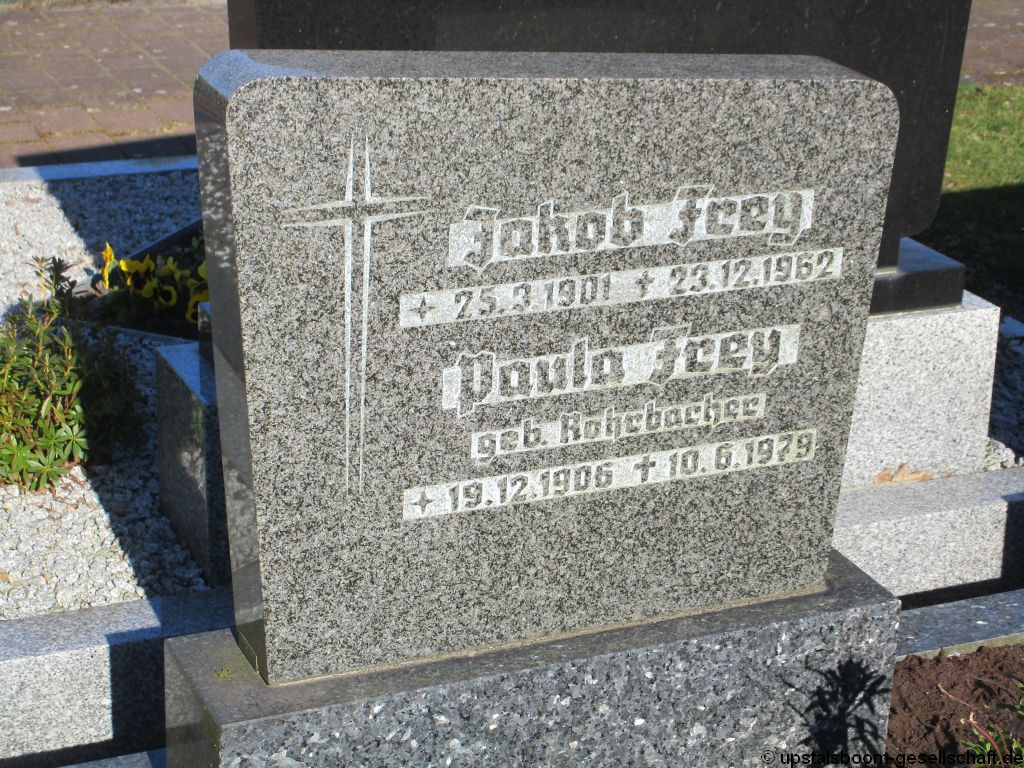 Jakob Frey
✦ 25.3.1901 ✝ 23.12.1962
Paula Frey
geb. Rohrbacher
✦ 19.12.1906 ✝ 10.6.1979
© upstalsboom-gesellschaft.de